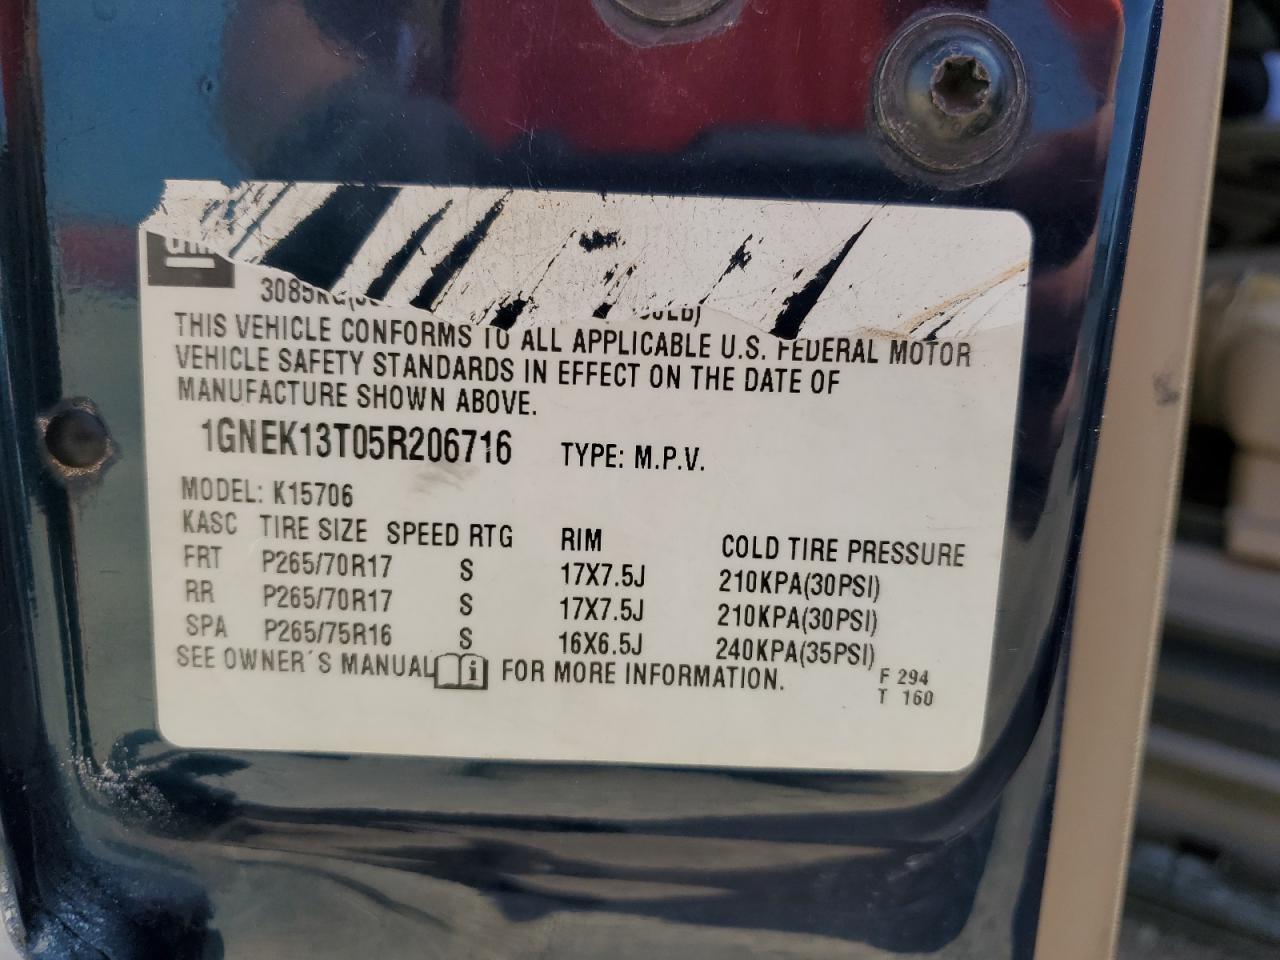 GM
THIS VEHICLE CONFORMS TO ALL APPLICABLE U.S. FEDERAL MOTOR
VEHICLE SAFETY STANDARDS IN EFFECT ON THE DATE OF
MANUFACTURE SHOWN ABOVE.
1GNEK13T05R206716 TYPE: M.P.V.
MODEL: K15706
KASC TIRE SIZE SPEED RTG RIM COLD TIRE PRESSURE
FRT P265/70R17 S 17X7.5J 210KPA(30PSI)
RR P265/70R17 S 17X7.5J 210KPA(30PSI)
SPA P265/75R16 S 16X6.5J 240KPA(35PSI)
SEE OWNER'S MANUAL i FOR MORE INFORMATION.
F 294
T 160